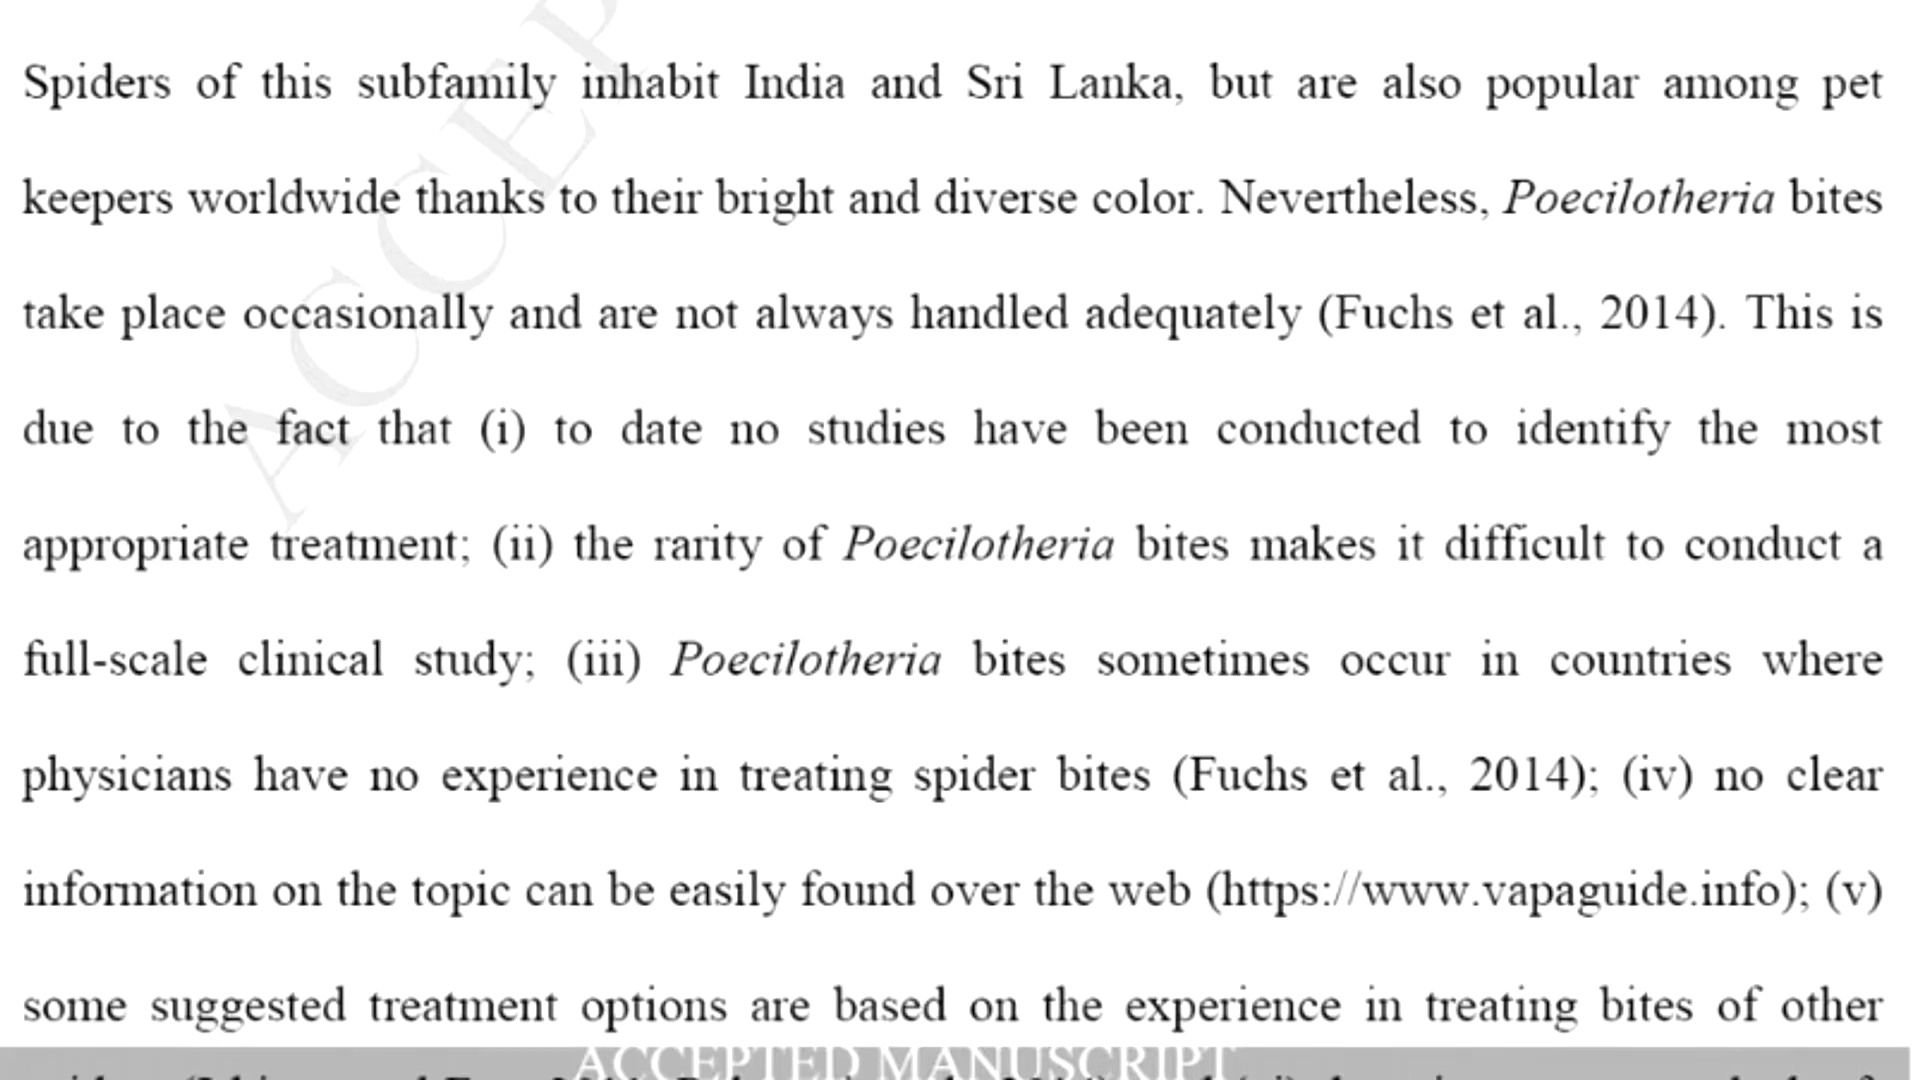 Spiders of this subfamily inhabit India and Sri Lanka, but are also popular among pet
keepers worldwide thanks to their bright and diverse color. Nevertheless, Poecilotheria bites
take place occasionally and are not always handled adequately (Fuchs et al., 2014). This is
due to the fact that (i) to date no studies have been conducted to identify the most
appropriate treatment; (ii) the rarity of Poecilotheria bites makes it difficult to conduct a
full-scale clinical study; (iii) Poecilotheria bites sometimes occur in countries where
physicians have no experience in treating spider bites (Fuchs et al., 2014); (iv) no clear
information on the topic can be easily found over the web (https://www.vapaguide.info); (v)
some suggested treatment options are based on the experience in treating bites of other
ACCEPTED MANUSCRIPT
ACCEP